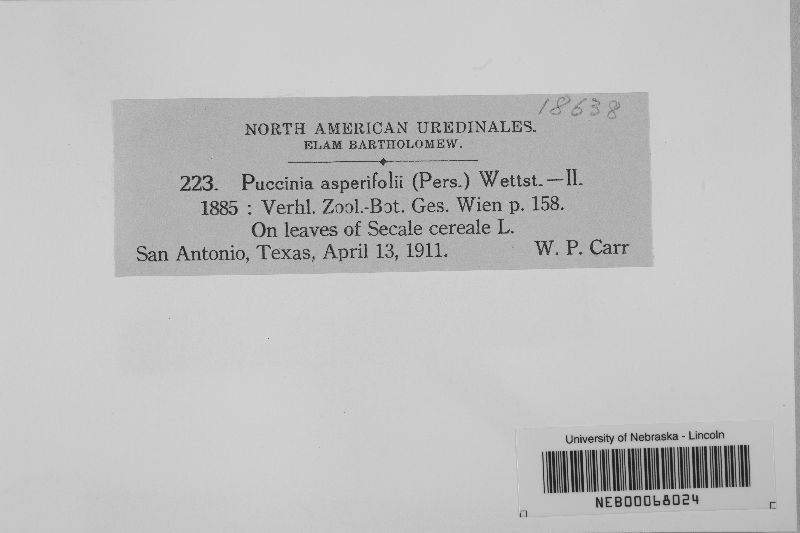 18638
NORTH AMERICAN UREDINALES.
ELAM BARTHOLOMEW.
223. Puccinia asperifolii (Pers.) Wettst.—II.
1885 : Verhl. Zool.-Bot. Ges. Wien p. 158.
On leaves of Secale cereale L.
San Antonio, Texas, April 13, 1911. W. P. Carr
University of Nebraska - Lincoln
NEB00068024